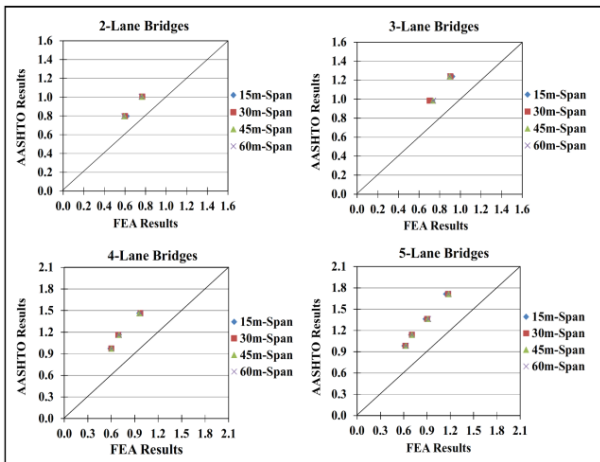 2-Lane Bridges
AASHTO Results
1.6
1.4
1.2
1.0
0.8
0.6
0.4
0.2
0.0
0.0 0.2 0.4 0.6 0.8 1.0 1.2 1.4 1.6
FEA Results
15m-Span
30m-Span
45m-Span
60m-Span
3-Lane Bridges
AASHTO Results
1.6
1.4
1.2
1.0
0.8
0.6
0.4
0.2
0.0
0.0 0.2 0.4 0.6 0.8 1.0 1.2 1.4 1.6
FEA Results
15m-Span
30m-Span
45m-Span
60m-Span
4-Lane Bridges
AASHTO Results
2.1
1.8
1.5
1.2
0.9
0.6
0.3
0.0
0.0 0.3 0.6 0.9 1.2 1.5 1.8 2.1
FEA Results
15m-Span
30m-Span
45m-Span
60m-Span
5-Lane Bridges
AASHTO Results
2.1
1.8
1.5
1.2
0.9
0.6
0.3
0.0
0.0 0.3 0.6 0.9 1.2 1.5 1.8 2.1
FEA Results
15m-Span
30m-Span
45m-Span
60m-Span